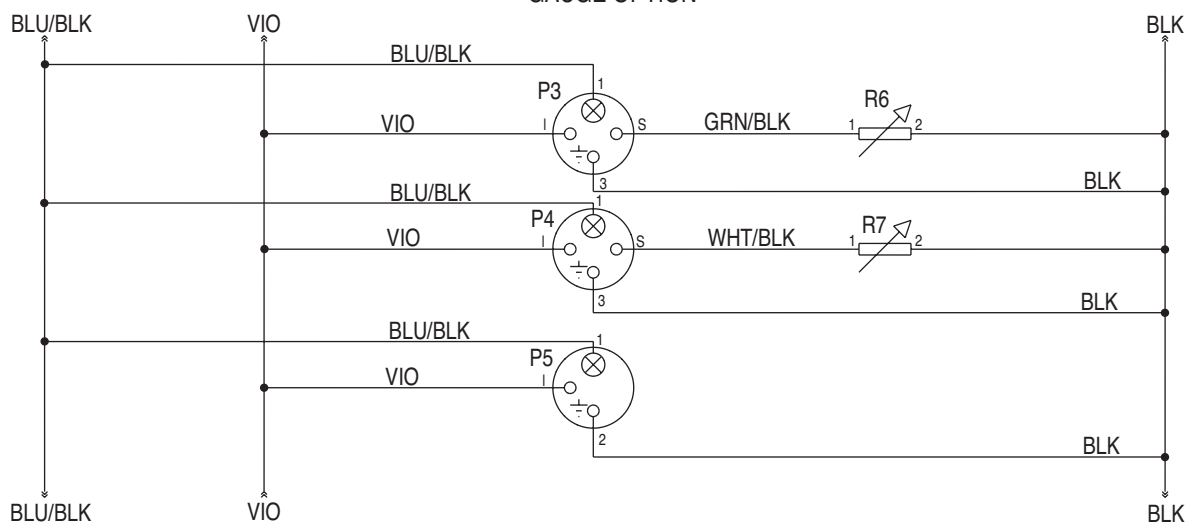 GAUGE OPTION
BLU/BLK VIO BLK
BLU/BLK
1
P3
VIO I S GRN/BLK 1 R6 2
3
BLK
BLU/BLK
1
P4
VIO I S WHT/BLK 1 R7 2
3
BLK
BLU/BLK
1
P5
VIO I
2
BLK
BLU/BLK VIO BLK